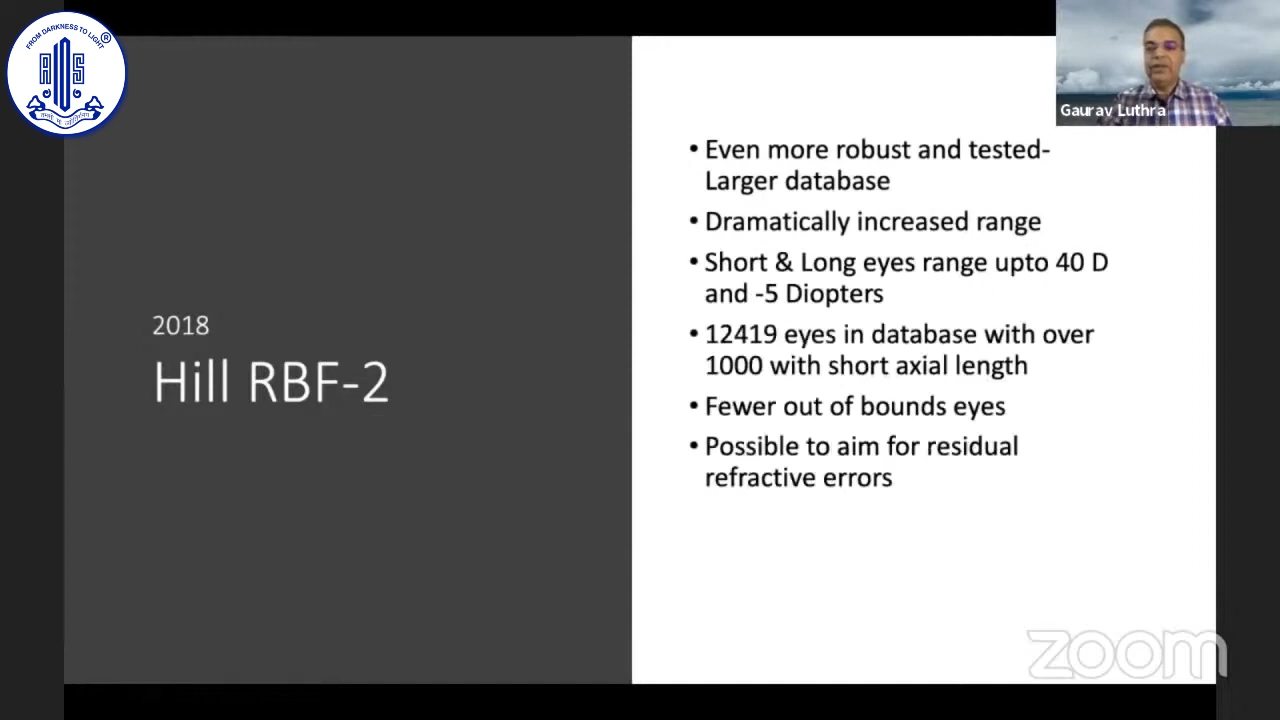 FROM DARKNESS TO LIGHT
®
AIOS
Gaurav Luthra
2018
Hill RBF-2
• Even more robust and tested-
Larger database
• Dramatically increased range
• Short & Long eyes range upto 40 D
and -5 Diopters
• 12419 eyes in database with over
1000 with short axial length
• Fewer out of bounds eyes
• Possible to aim for residual
refractive errors
zoom